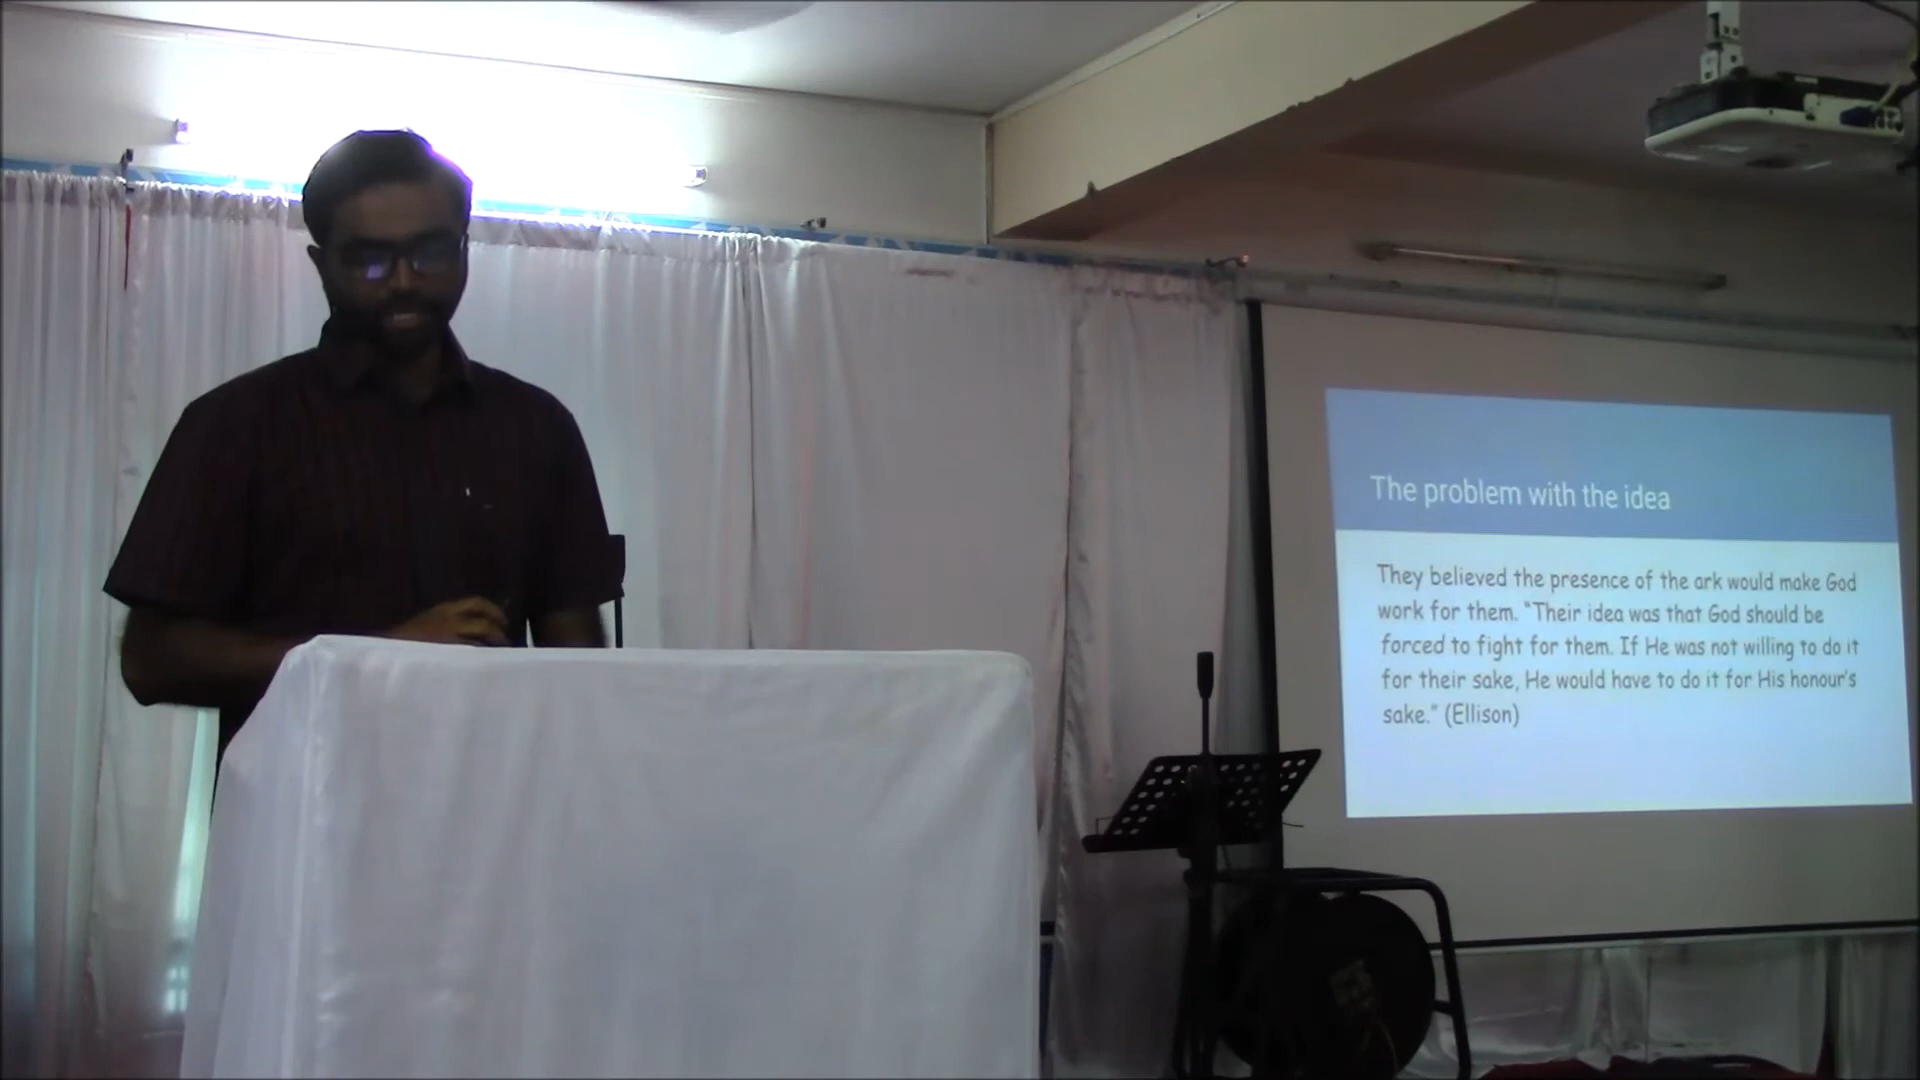 The problem with the idea
They believed the presence of the ark would make God
work for them. "Their idea was that God should be
forced to fight for them. If He was not willing to do it
for their sake, He would have to do it for His honour's
sake." (Ellison)